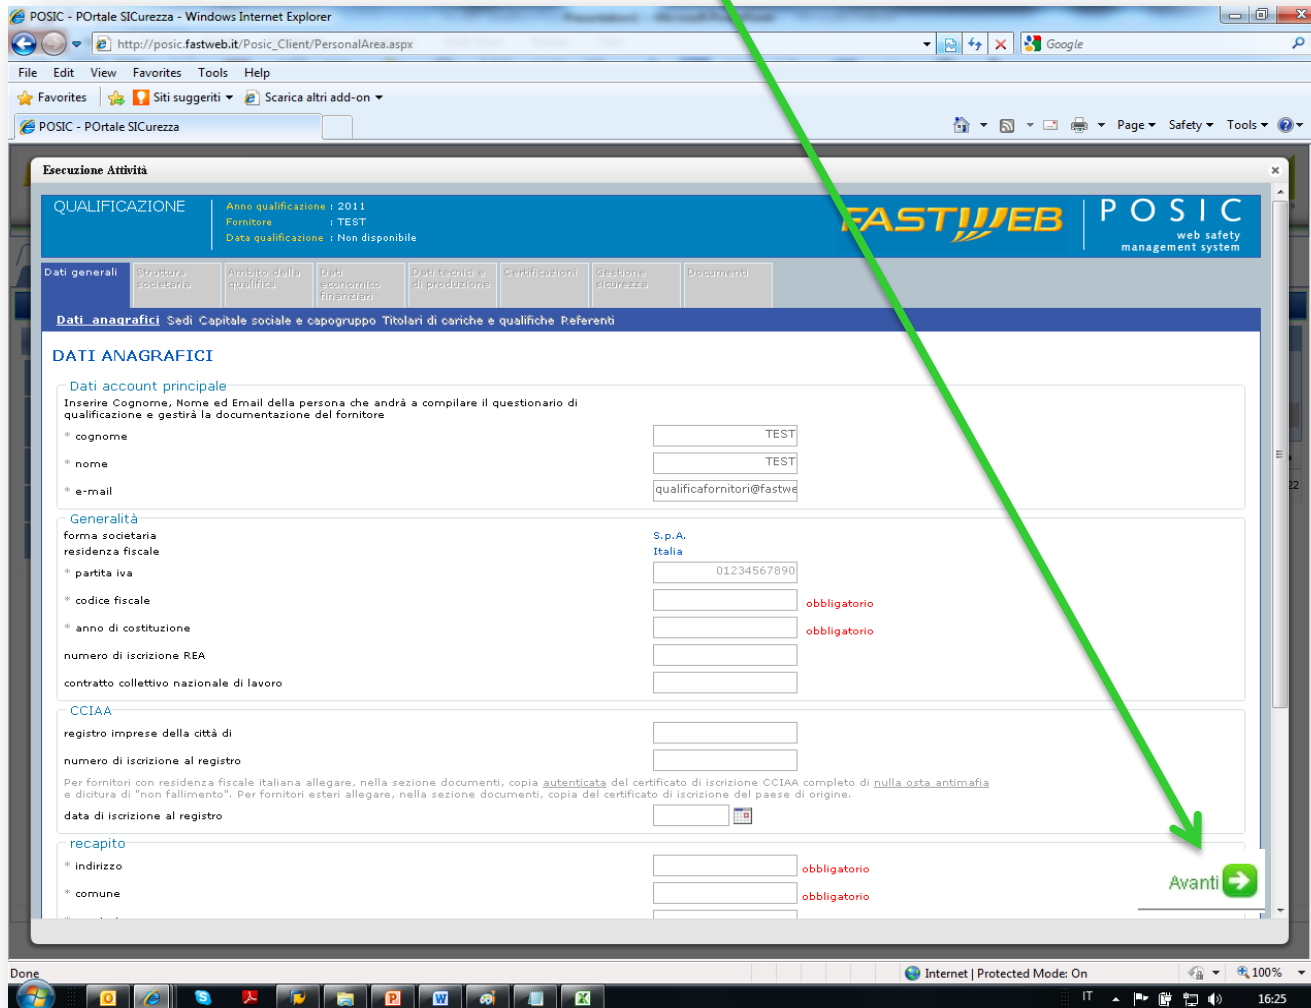 POSIC - POrtale SICurezza - Windows Internet Explorer
http://posic.fastweb.it/Posic_Client/PersonalArea.aspx
Google
File Edit View Favorites Tools Help
Favorites Siti suggeriti Scarica altri add-on
POSIC - POrtale SICurezza
Page Safety Tools
Esecuzione Attività
QUALIFICAZIONE
Anno qualificazione : 2011
Fornitore : TEST
Data qualificazione : Non disponibile
FASTWEB
POSIC
web safety
management system
Dati generali
Struttura societaria
Ambito della qualifica
Dati economico finanziari
Dati tecnici e di produzione
Certificazioni
Gestione sicurezza
Documenti
Dati anagrafici Sedi Capitale sociale e capogruppo Titolari di cariche e qualifiche Referenti
DATI ANAGRAFICI
Dati account principale
Inserire Cognome, Nome ed Email della persona che andrà a compilare il questionario di
qualificazione e gestirà la documentazione del fornitore
* cognome TEST
* nome TEST
* e-mail qualificafornitori@fastwe
Generalità
forma societaria S.p.A.
residenza fiscale Italia
* partita iva 01234567890
* codice fiscale obbligatorio
* anno di costituzione obbligatorio
numero di iscrizione REA
contratto collettivo nazionale di lavoro
CCIAA
registro imprese della città di
numero di iscrizione al registro
Per fornitori con residenza fiscale italiana allegare, nella sezione documenti, copia autenticata del certificato di iscrizione CCIAA completo di nulla osta antimafia
e dicitura di "non fallimento". Per fornitori esteri allegare, nella sezione documenti, copia del certificato di iscrizione del paese di origine.
data di iscrizione al registro
recapito
* indirizzo obbligatorio
* comune obbligatorio
Avanti
Done
Internet | Protected Mode: On
100%
IT
16:25